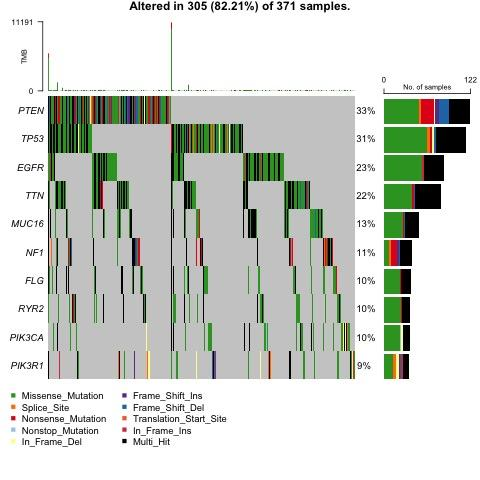 Altered in 305 (82.21%) of 371 samples.
11191
TMB
0
0 122
No. of samples
PTEN 33%
TP53 31%
EGFR 23%
TTN 22%
MUC16 13%
NF1 11%
FLG 10%
RYR2 10%
PIK3CA 10%
PIK3R1 9%
Missense_Mutation Frame_Shift_Ins
Splice_Site Frame_Shift_Del
Nonsense_Mutation Translation_Start_Site
Nonstop_Mutation In_Frame_Ins
In_Frame_Del Multi_Hit